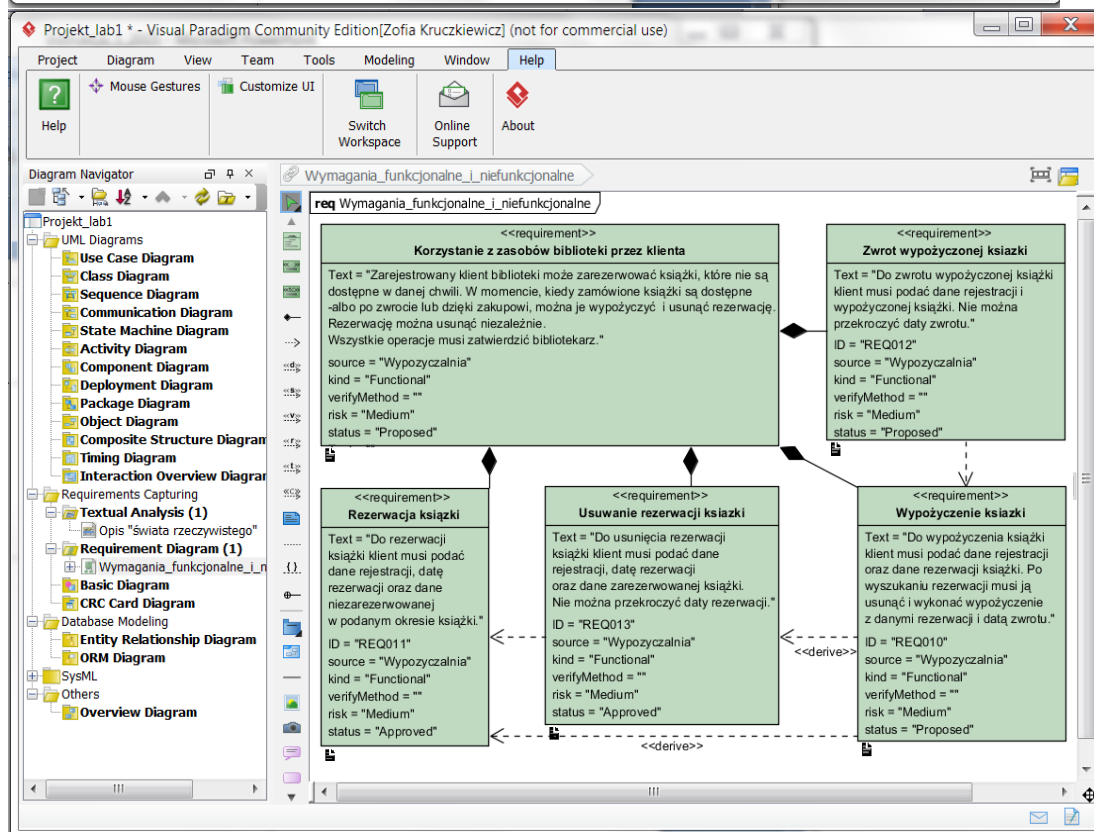 Projekt_lab1 * - Visual Paradigm Community Edition[Zofia Kruczkiewicz] (not for commercial use)
Project Diagram View Team Tools Modeling Window Help
Help
Mouse Gestures
Customize UI
Switch
Workspace
Online
Support
About
Diagram Navigator
Projekt_lab1
UML Diagrams
Use Case Diagram
Class Diagram
Sequence Diagram
Communication Diagram
State Machine Diagram
Activity Diagram
Component Diagram
Deployment Diagram
Package Diagram
Object Diagram
Composite Structure Diagram
Timing Diagram
Interaction Overview Diagrar
Requirements Capturing
Textual Analysis (1)
Opis "świata rzeczywistego"
Requirement Diagram (1)
Wymagania_funkcjonalne_i_n
Basic Diagram
CRC Card Diagram
Database Modeling
Entity Relationship Diagram
ORM Diagram
SysML
Others
Overview Diagram
Wymagania_funkcjonalne_i_niefunkcjonalne
req Wymagania_funkcjonalne_i_niefunkcjonalne
<<requirement>>
Korzystanie z zasobów biblioteki przez klienta
Text = "Zarejestrowany klient biblioteki może zarezerwować książki, które nie są
dostępne w danej chwili. W momencie, kiedy zamówione książki są dostępne
-albo po zwrocie lub dzięki zakupowi, można je wypożyczyć i usunąć rezerwację.
Rezerwację można usunąć niezależnie.
Wszystkie operacje musi zatwierdzić bibliotekarz."
source = "Wypozyczalnia"
kind = "Functional"
verifyMethod = ""
risk = "Medium"
status = "Proposed"
<<requirement>>
Zwrot wypożyczonej ksiazki
Text = "Do zwrotu wypożyczonej książki
klient musi podać dane rejestracji i
wypożyczonej książki. Nie można
przekroczyć daty zwrotu."
ID = "REQ012"
source = "Wypozyczalnia"
kind = "Functional"
verifyMethod = ""
risk = "Medium"
status = "Proposed"
<<requirement>>
Rezerwacja ksiązki
Text = "Do rezerwacji
książki klient musi podać
dane rejestracji, datę
rezerwacji oraz dane
niezarezerwowanej
w podanym okresie książki."
ID = "REQ011"
source = "Wypozyczalnia"
kind = "Functional"
verifyMethod = ""
risk = "Medium"
status = "Approved"
<<requirement>>
Usuwanie rezerwacji ksiazki
Text = "Do usunięcia rezerwacji
książki klient musi podać dane
rejestracji, datę rezerwacji
oraz dane zarezerwowanej książki.
Nie można przekroczyć daty rezerwacji."
ID = "REQ013"
source = "Wypozyczalnia"
kind = "Functional"
verifyMethod = ""
risk = "Medium"
status = "Approved"
<<requirement>>
Wypożyczenie ksiazki
Text = "Do wypożyczenia książki
klient musi podać dane rejestracji
oraz dane rezerwacji książki. Po
wyszukaniu rezerwacji musi ją
usunąć i wykonać wypożyczenie
z danymi rezerwacji i datą zwrotu."
ID = "REQ010"
source = "Wypozyczalnia"
kind = "Functional"
verifyMethod = ""
risk = "Medium"
status = "Proposed"
<<derive>>
<<derive>>